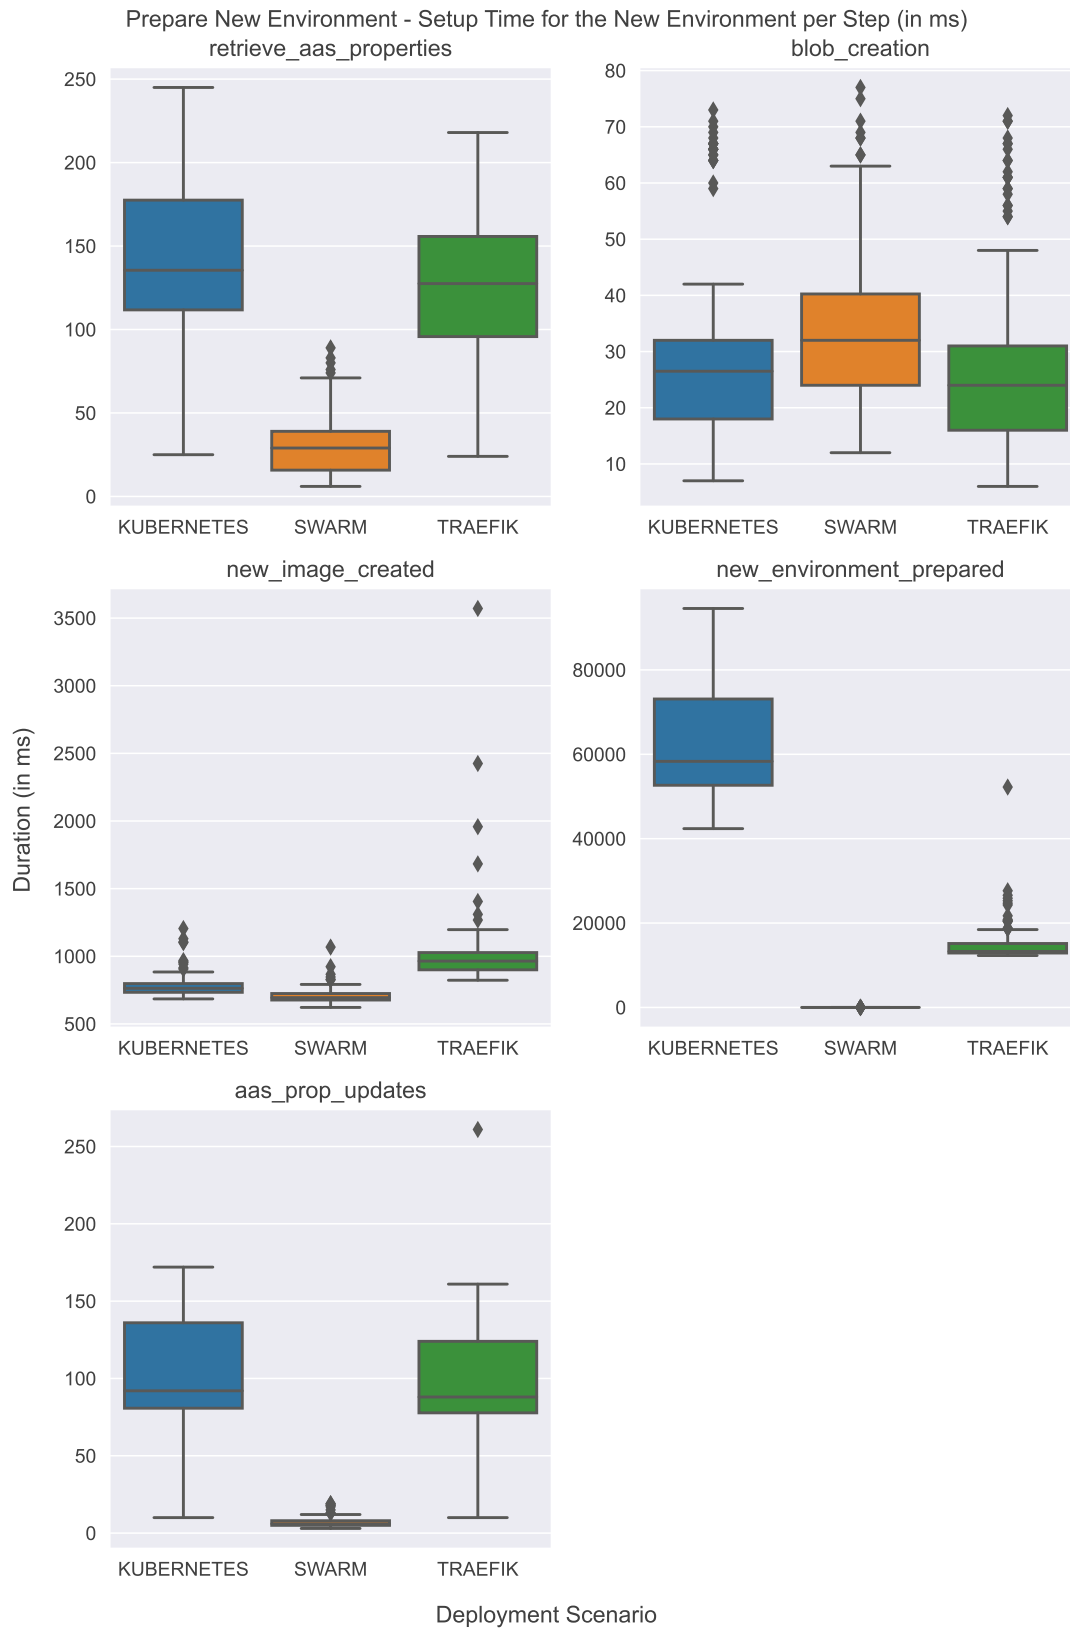 Prepare New Environment - Setup Time for the New Environment per Step (in ms)
retrieve_aas_properties
250
200
150
100
50
0
KUBERNETES SWARM TRAEFIK
blob_creation
80
70
60
50
40
30
20
10
KUBERNETES SWARM TRAEFIK
Duration (in ms)
new_image_created
3500
3000
2500
2000
1500
1000
500
KUBERNETES SWARM TRAEFIK
new_environment_prepared
80000
60000
40000
20000
0
KUBERNETES SWARM TRAEFIK
aas_prop_updates
250
200
150
100
50
0
KUBERNETES SWARM TRAEFIK
Deployment Scenario